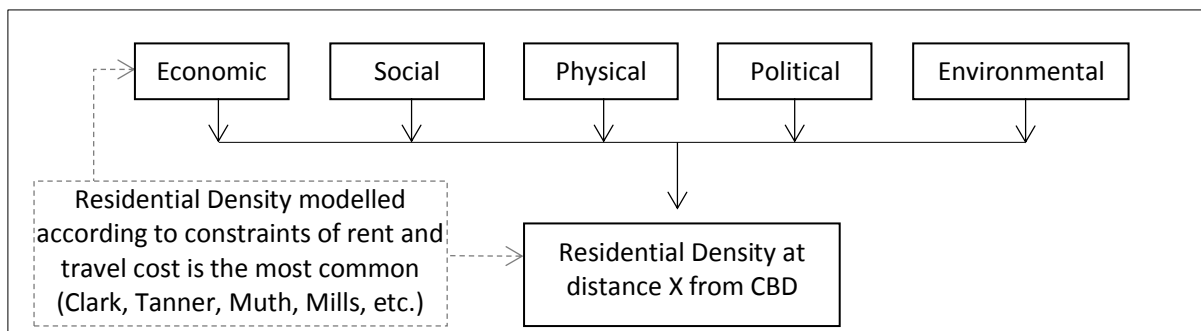 Economic
Social
Physical
Political
Environmental
Residential Density modelled
according to constraints of rent and
travel cost is the most common
(Clark, Tanner, Muth, Mills, etc.)
Residential Density at
distance X from CBD